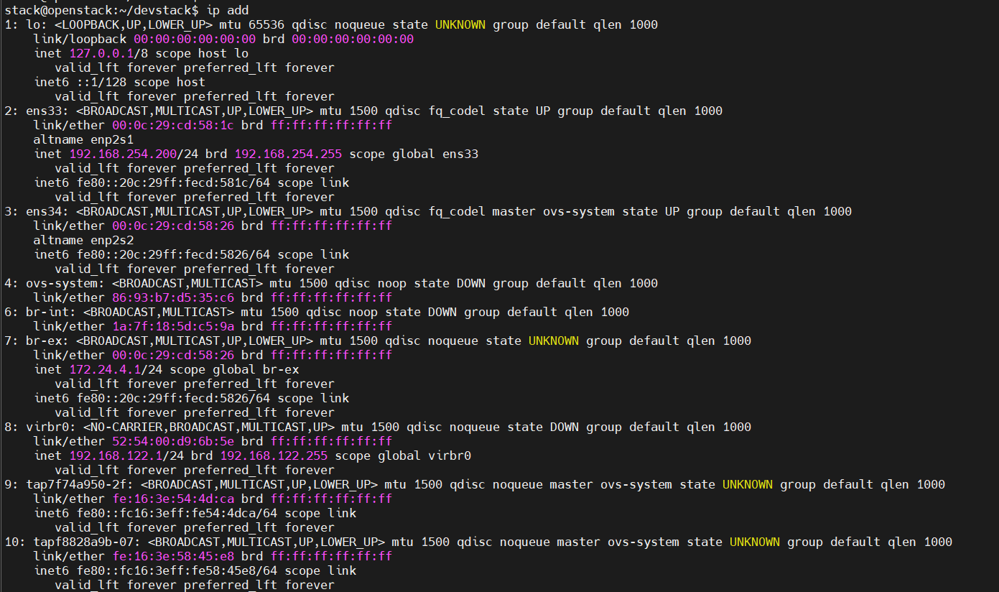 stack@openstack:~/devstack$ ip add
1: lo: <LOOPBACK,UP,LOWER_UP> mtu 65536 qdisc noqueue state UNKNOWN group default qlen 1000
    link/loopback 00:00:00:00:00:00 brd 00:00:00:00:00:00
    inet 127.0.0.1/8 scope host lo
       valid_lft forever preferred_lft forever
    inet6 ::1/128 scope host
       valid_lft forever preferred_lft forever
2: ens33: <BROADCAST,MULTICAST,UP,LOWER_UP> mtu 1500 qdisc fq_codel state UP group default qlen 1000
    link/ether 00:0c:29:cd:58:1c brd ff:ff:ff:ff:ff:ff
    altname enp2s1
    inet 192.168.254.200/24 brd 192.168.254.255 scope global ens33
       valid_lft forever preferred_lft forever
    inet6 fe80::20c:29ff:fecd:581c/64 scope link
       valid_lft forever preferred_lft forever
3: ens34: <BROADCAST,MULTICAST,UP,LOWER_UP> mtu 1500 qdisc fq_codel master ovs-system state UP group default qlen 1000
    link/ether 00:0c:29:cd:58:26 brd ff:ff:ff:ff:ff:ff
    altname enp2s2
    inet6 fe80::20c:29ff:fecd:5826/64 scope link
       valid_lft forever preferred_lft forever
4: ovs-system: <BROADCAST,MULTICAST> mtu 1500 qdisc noop state DOWN group default qlen 1000
    link/ether 86:93:b7:d5:35:c6 brd ff:ff:ff:ff:ff:ff
6: br-int: <BROADCAST,MULTICAST> mtu 1500 qdisc noop state DOWN group default qlen 1000
    link/ether 1a:7f:18:5d:c5:9a brd ff:ff:ff:ff:ff:ff
7: br-ex: <BROADCAST,MULTICAST,UP,LOWER_UP> mtu 1500 qdisc noqueue state UNKNOWN group default qlen 1000
    link/ether 00:0c:29:cd:58:26 brd ff:ff:ff:ff:ff:ff
    inet 172.24.4.1/24 scope global br-ex
       valid_lft forever preferred_lft forever
    inet6 fe80::20c:29ff:fecd:5826/64 scope link
       valid_lft forever preferred_lft forever
8: virbr0: <NO-CARRIER,BROADCAST,MULTICAST,UP> mtu 1500 qdisc noqueue state DOWN group default qlen 1000
    link/ether 52:54:00:d9:6b:5e brd ff:ff:ff:ff:ff:ff
    inet 192.168.122.1/24 brd 192.168.122.255 scope global virbr0
       valid_lft forever preferred_lft forever
9: tap7f74a950-2f: <BROADCAST,MULTICAST,UP,LOWER_UP> mtu 1500 qdisc noqueue master ovs-system state UNKNOWN group default qlen 1000
    link/ether fe:16:3e:54:4d:ca brd ff:ff:ff:ff:ff:ff
    inet6 fe80::fc16:3eff:fe54:4dca/64 scope link
       valid_lft forever preferred_lft forever
10: tapf8828a9b-07: <BROADCAST,MULTICAST,UP,LOWER_UP> mtu 1500 qdisc noqueue master ovs-system state UNKNOWN group default qlen 1000
    link/ether fe:16:3e:58:45:e8 brd ff:ff:ff:ff:ff:ff
    inet6 fe80::fc16:3eff:fe58:45e8/64 scope link
       valid_lft forever preferred_lft forever